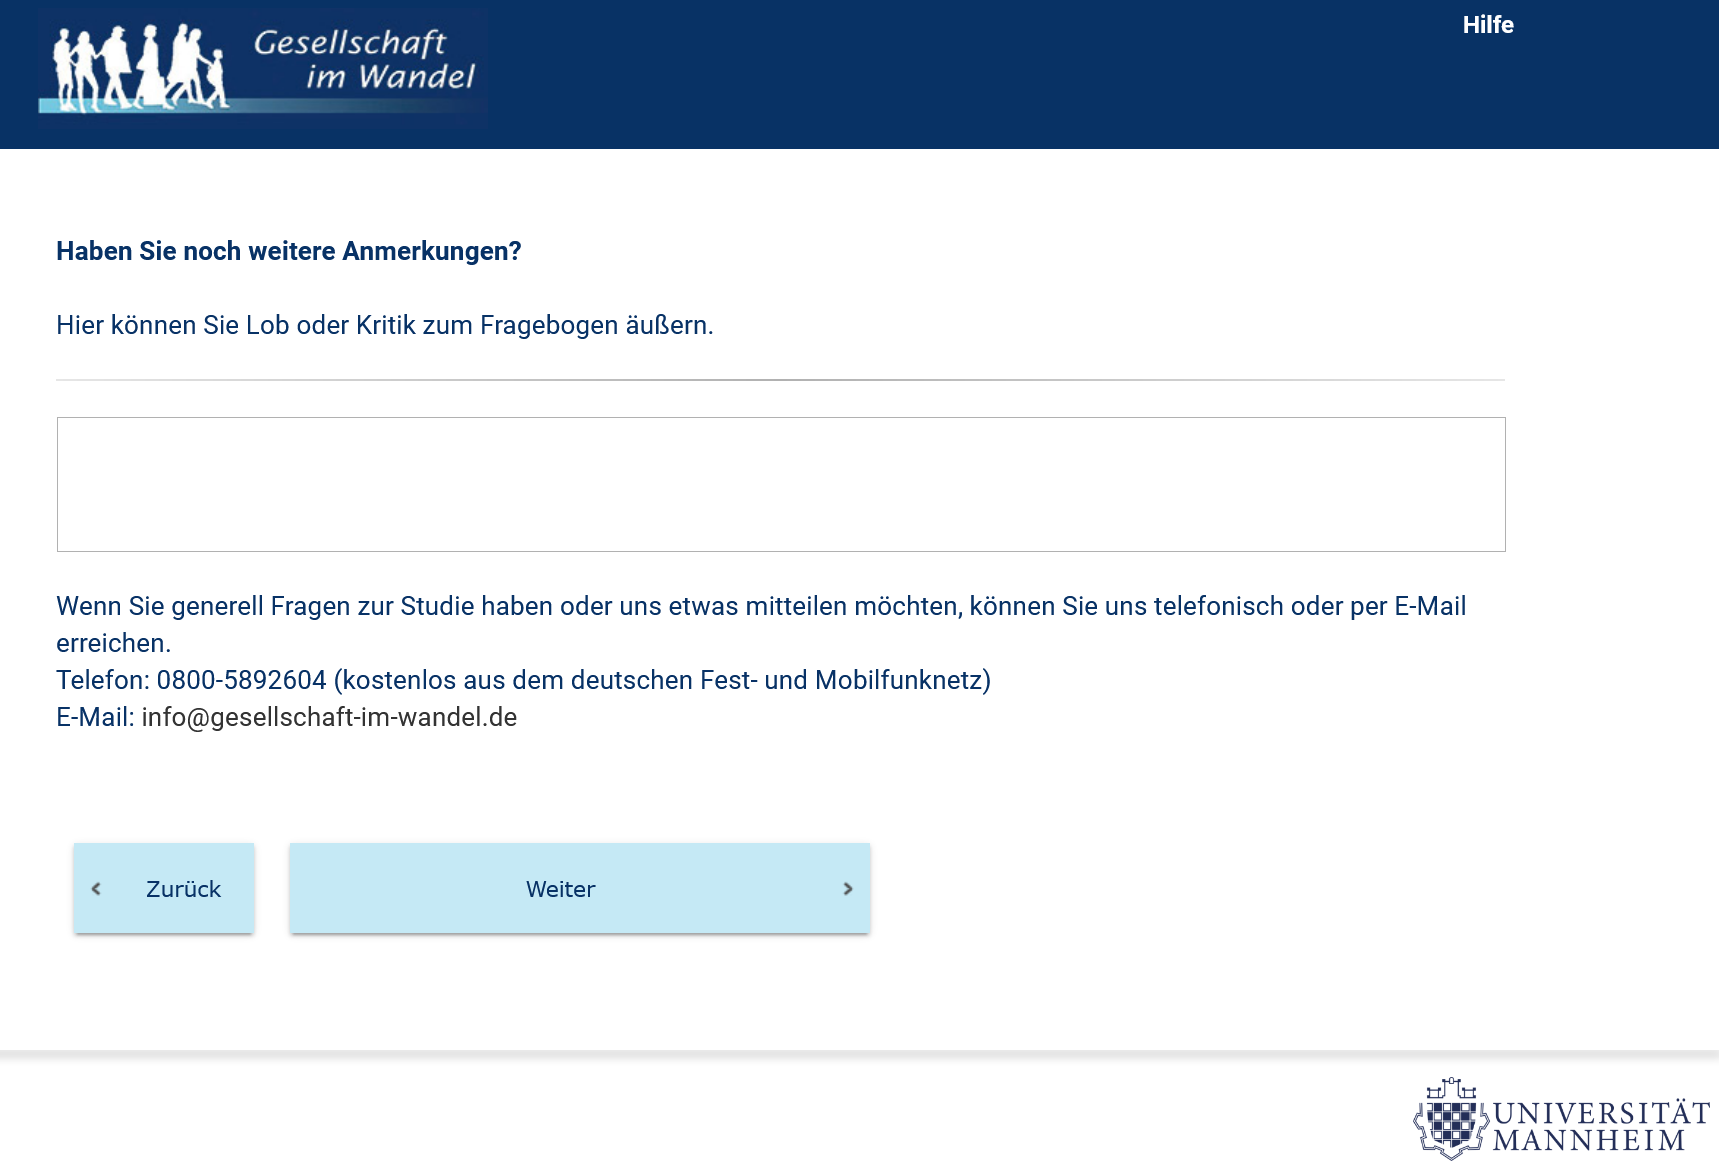 Gesellschaft
im Wandel
Hilfe
Haben Sie noch weitere Anmerkungen?
Hier können Sie Lob oder Kritik zum Fragebogen äußern.
Wenn Sie generell Fragen zur Studie haben oder uns etwas mitteilen möchten, können Sie uns telefonisch oder per E-Mail
erreichen.
Telefon: 0800-5892604 (kostenlos aus dem deutschen Fest- und Mobilfunknetz)
E-Mail: info@gesellschaft-im-wandel.de
Zurück
Weiter
UNIVERSITÄT
MANNHEIM